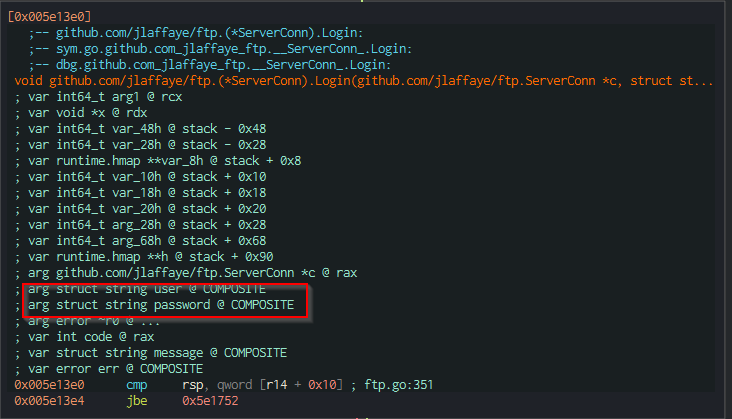 [0x005e13e0]
;-- github.com/jlaffaye/ftp.(*ServerConn).Login:
;-- sym.go.github.com_jlaffaye_ftp.__ServerConn_.Login:
;-- dbg.github.com_jlaffaye_ftp.__ServerConn_.Login:
void github.com/jlaffaye/ftp.(*ServerConn).Login(github.com/jlaffaye/ftp.ServerConn *c, struct st...
; var int64_t arg1 @ rcx
; var void *x @ rdx
; var int64_t var_48h @ stack - 0x48
; var int64_t var_28h @ stack - 0x28
; var runtime.hmap **var_8h @ stack + 0x8
; var int64_t var_10h @ stack + 0x10
; var int64_t var_18h @ stack + 0x18
; var int64_t var_20h @ stack + 0x20
; var int64_t arg_28h @ stack + 0x28
; var int64_t arg_68h @ stack + 0x68
; var runtime.hmap **h @ stack + 0x90
; arg github.com/jlaffaye/ftp.ServerConn *c @ rax
; arg struct string user @ COMPOSITE
; arg struct string password @ COMPOSITE
; arg error ~r0 @ ...
; var int code @ rax
; var struct string message @ COMPOSITE
; var error err @ COMPOSITE
0x005e13e0 cmp rsp, qword [r14 + 0x10] ; ftp.go:351
0x005e13e4 jbe 0x5e1752